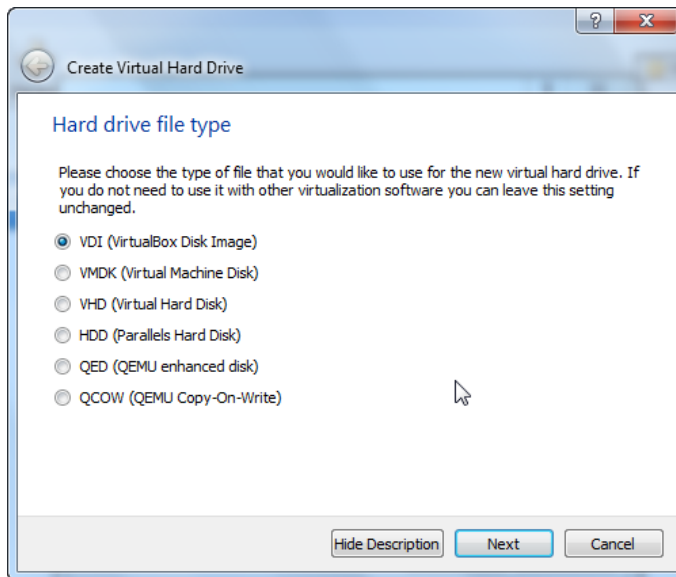 Create Virtual Hard Drive
Hard drive file type
Please choose the type of file that you would like to use for the new virtual hard drive. If
you do not need to use it with other virtualization software you can leave this setting
unchanged.
VDI (VirtualBox Disk Image)
VMDK (Virtual Machine Disk)
VHD (Virtual Hard Disk)
HDD (Parallels Hard Disk)
QED (QEMU enhanced disk)
QCOW (QEMU Copy-On-Write)
Hide Description
Next
Cancel